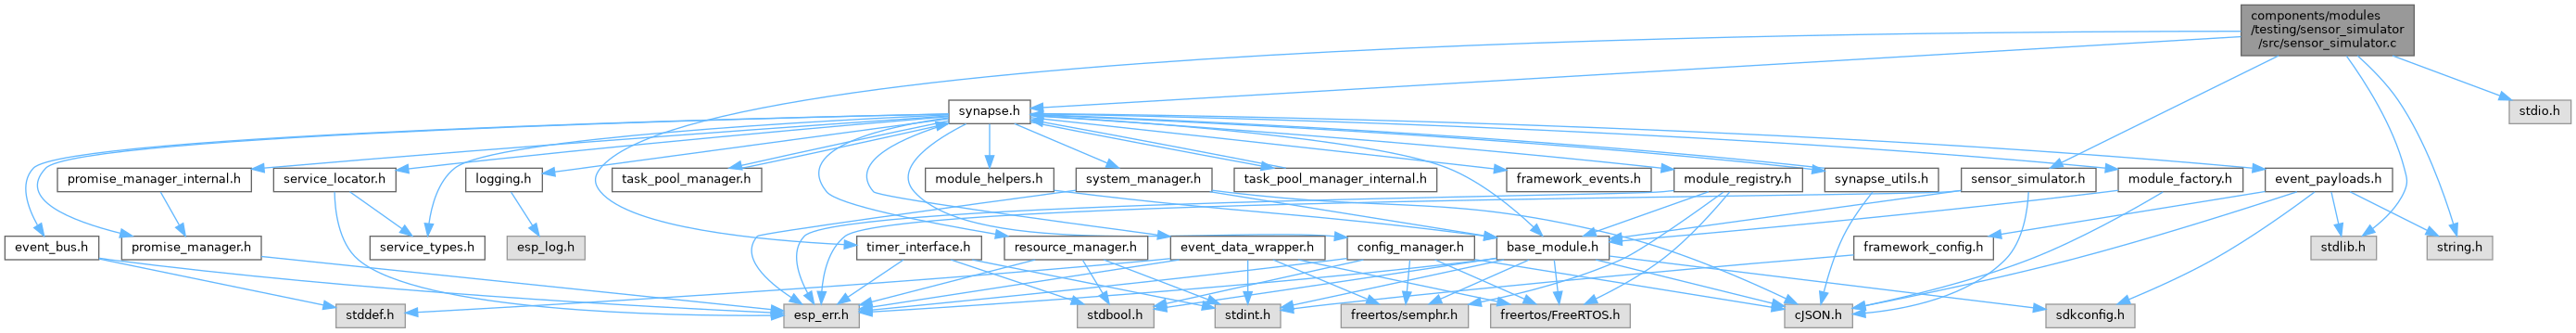 components/modules
/testing/sensor_simulator
/src/sensor_simulator.c
synapse.h
stdio.h
promise_manager_internal.h
service_locator.h
logging.h
task_pool_manager.h
module_helpers.h
system_manager.h
task_pool_manager_internal.h
framework_events.h
module_registry.h
synapse_utils.h
sensor_simulator.h
module_factory.h
event_payloads.h
event_bus.h
promise_manager.h
service_types.h
esp_log.h
timer_interface.h
resource_manager.h
event_data_wrapper.h
config_manager.h
base_module.h
framework_config.h
stdlib.h
string.h
stddef.h
esp_err.h
stdbool.h
stdint.h
freertos/semphr.h
freertos/FreeRTOS.h
cJSON.h
sdkconfig.h